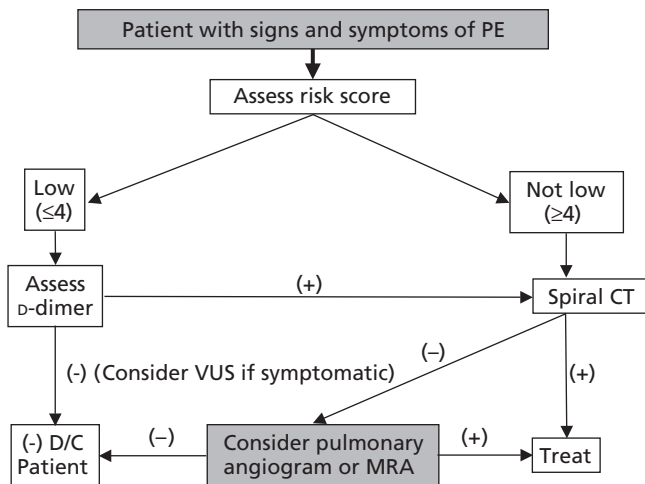 Patient with signs and symptoms of PE
Assess risk score
Low
(≤4)
Not low
(≥4)
Assess
D-dimer
(+)
Spiral CT
(-) (Consider VUS if symptomatic)
(–)
(+)
(-) D/C
Patient
(–)
Consider pulmonary
angiogram or MRA
(+)
Treat